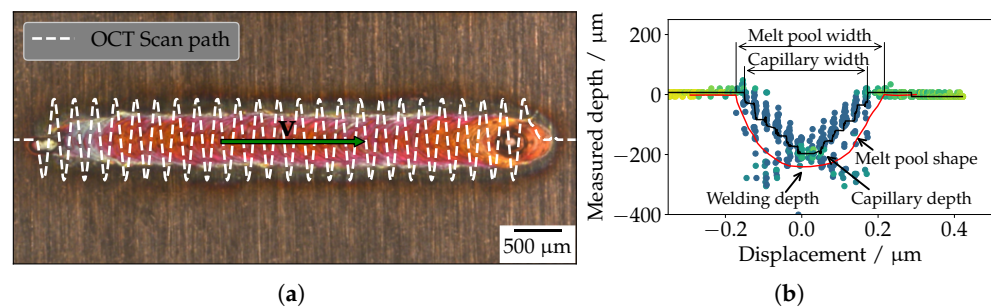 OCT Scan path
v
500 μm
(a)
Measured depth / μm
200
0
−200
−400
Melt pool width
Capillary width
Melt pool shape
Welding depth
Capillary depth
−0.2
0.0
0.2
0.4
Displacement / μm
(b)